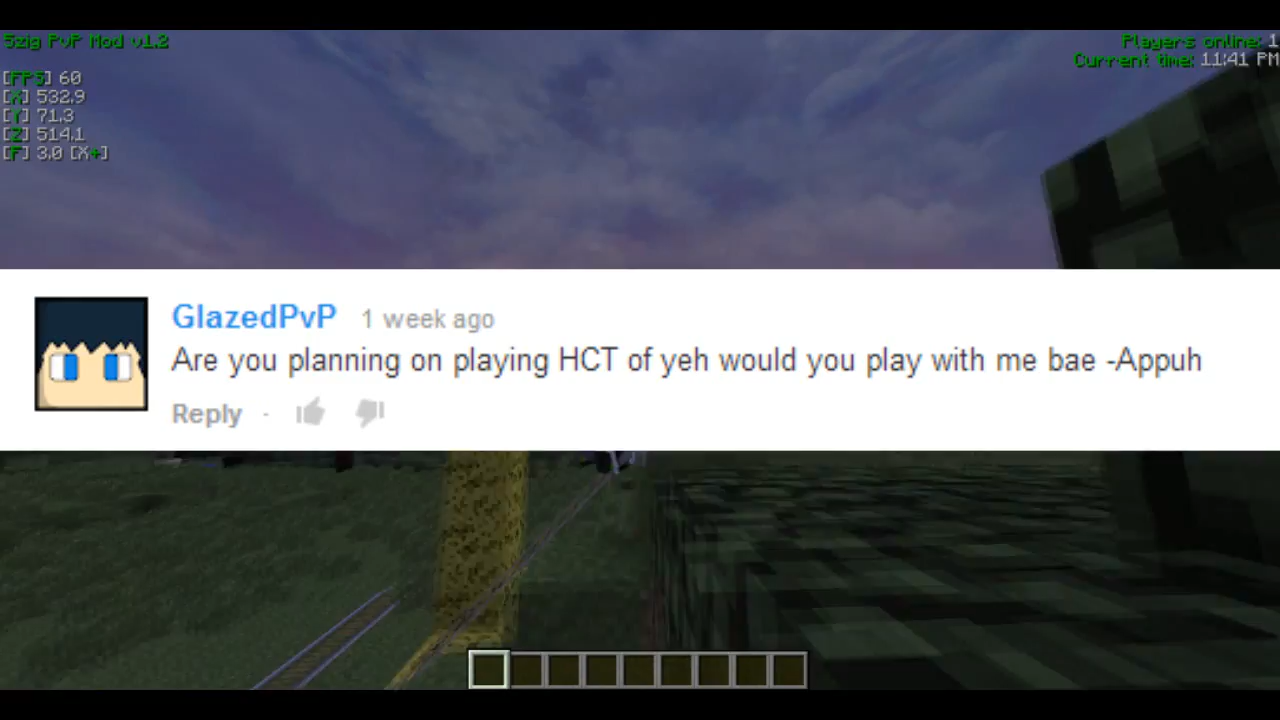 5zig PvP Mod v1.2
Players online: 1
Current time: 11:41 PM
[FPS] 60
[X] 532.9
[Y] 71.3
[Z] 514.1
[F] 3.0 [X+]
GlazedPvP 1 week ago
Are you planning on playing HCT of yeh would you play with me bae -Appuh
Reply ·